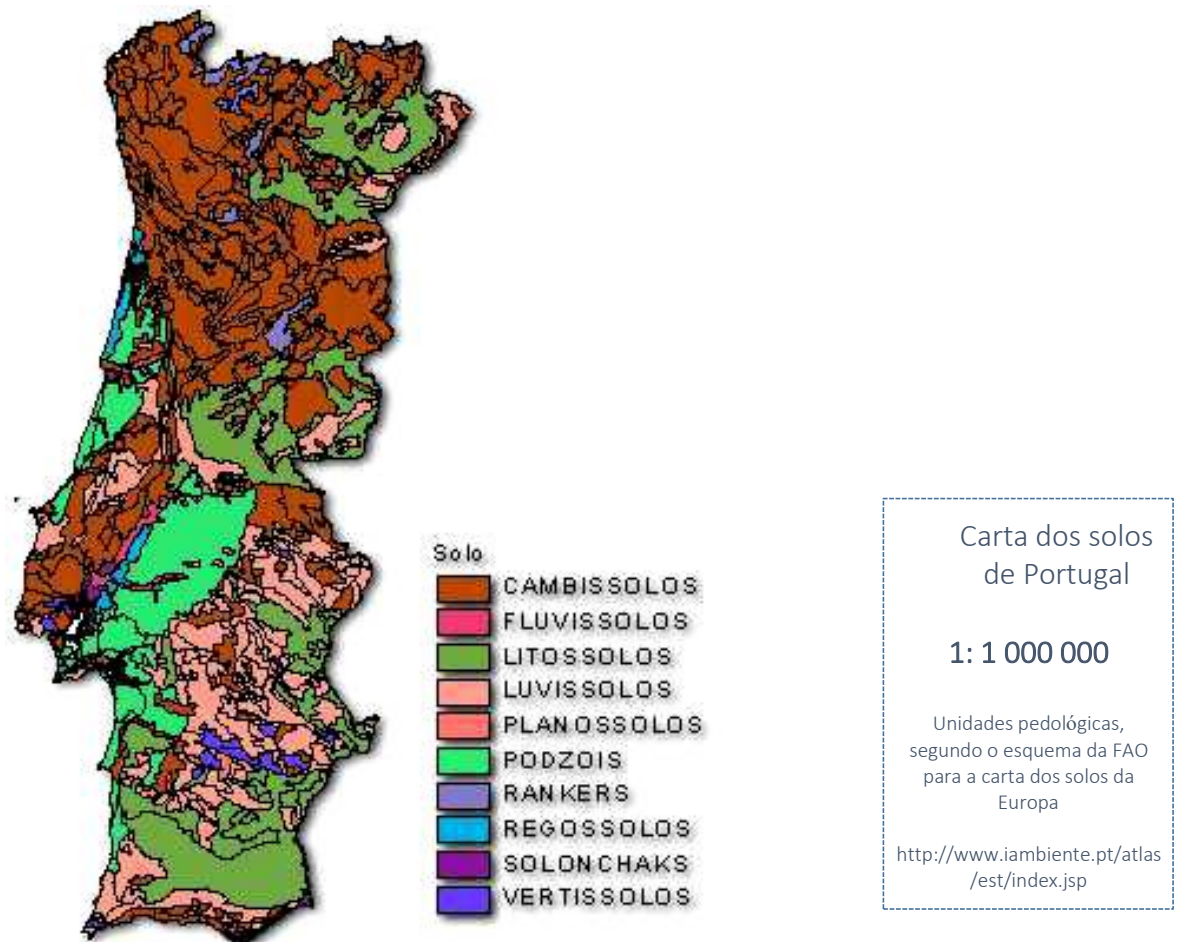 Solo
CAMBISSOLOS
FLUVISSOLOS
LITOSSOLOS
LUVISSOLOS
PLANOSSOLOS
PODZOIS
RANKERS
REGOSSOLOS
SOLONCHAKS
VERTISSOLOS
Carta dos solos
de Portugal
1: 1 000 000
Unidades pedológicas,
segundo o esquema da FAO
para a carta dos solos da
Europa
http://www.iambiente.pt/atlas
/est/index.jsp